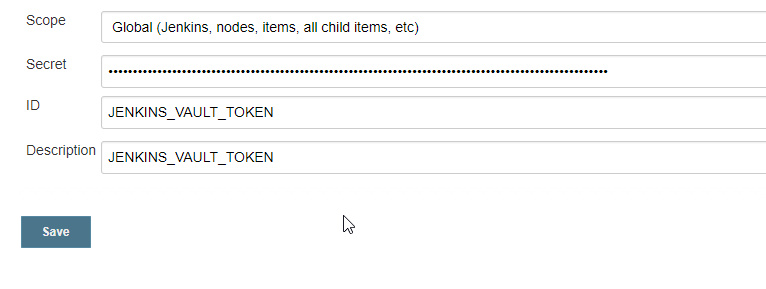 Scope Global (Jenkins, nodes, items, all child items, etc)
Secret ••••••••••••••••••••••••••••••••••••••••••••••••••••••••••••••••••••••••••••••••••••••••••••••••••••
ID JENKINS_VAULT_TOKEN
Description JENKINS_VAULT_TOKEN
Save